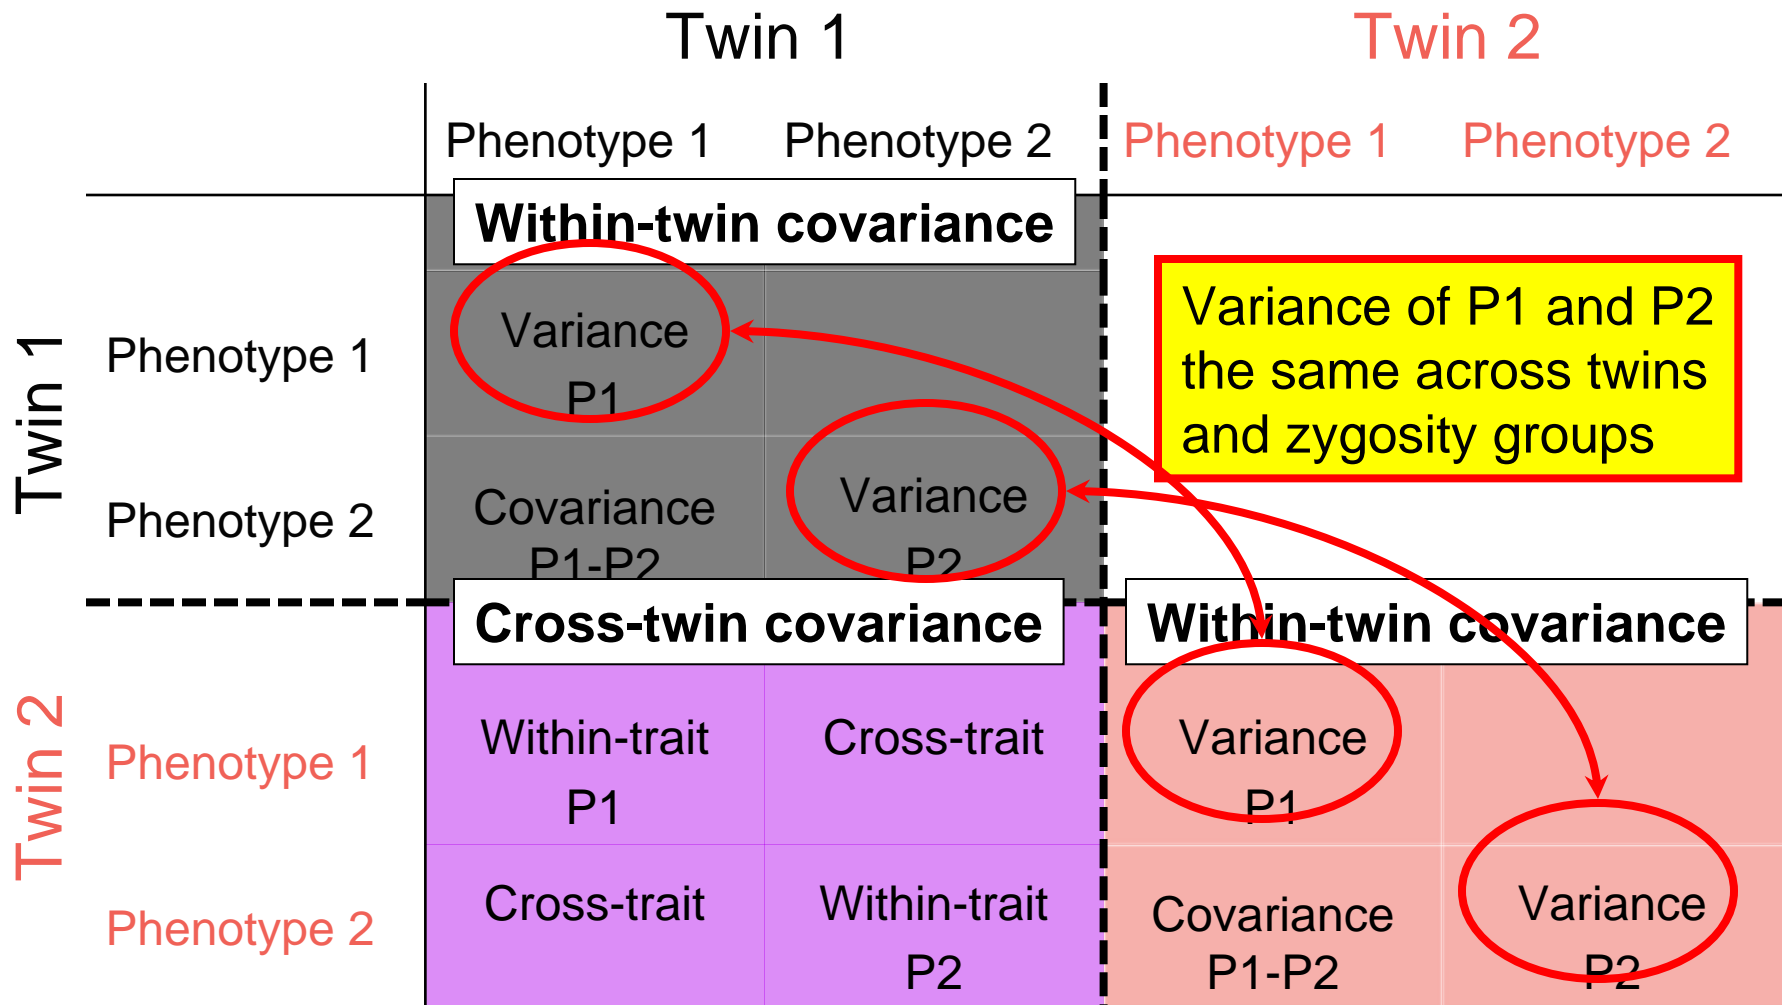 Twin 1
Twin 2
Phenotype 1
Phenotype 2
Phenotype 1
Phenotype 2
Within-twin covariance
Variance of P1 and P2
the same across twins
and zygosity groups
Twin 1
Phenotype 1
Variance
P1
Phenotype 2
Covariance
P1-P2
Variance
P2
Cross-twin covariance
Within-twin covariance
Twin 2
Phenotype 1
Within-trait
P1
Cross-trait
Variance
P1
Phenotype 2
Cross-trait
Within-trait
P2
Covariance
P1-P2
Variance
P2